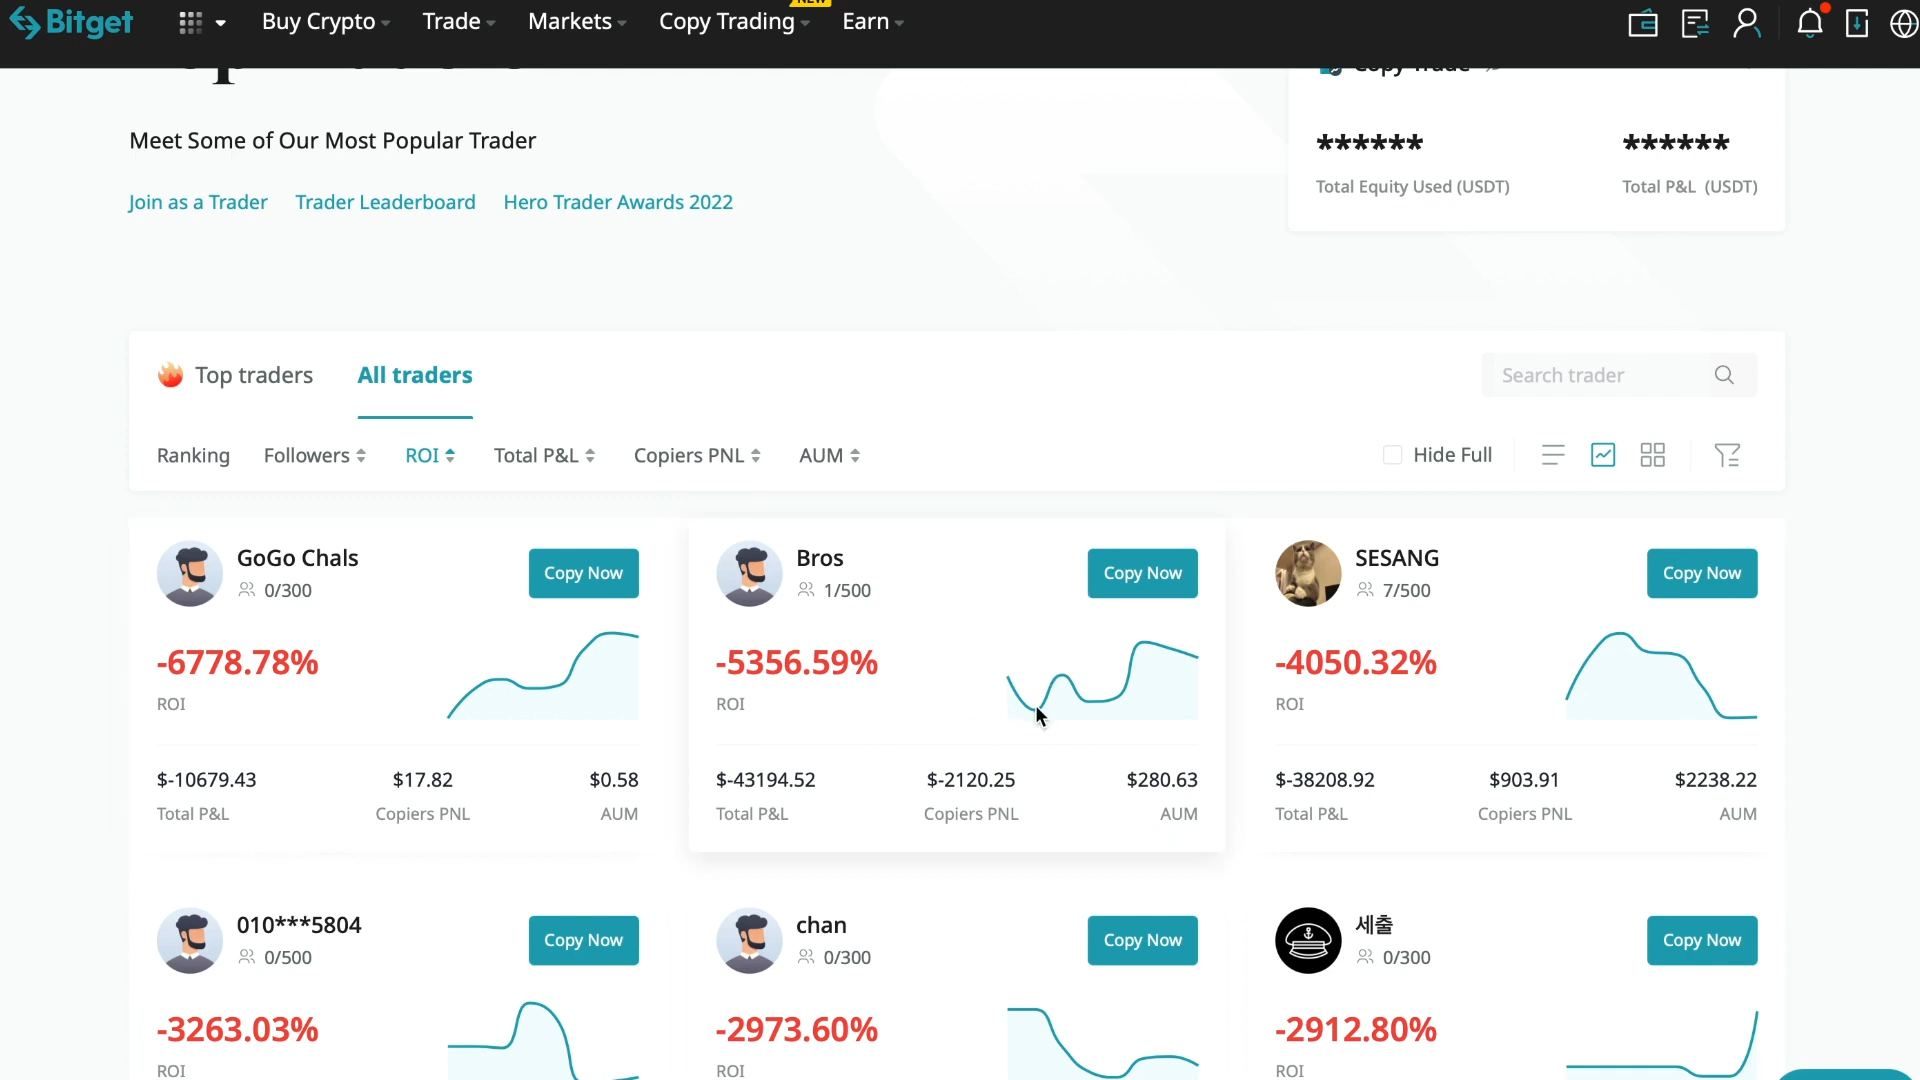 Bitget
Buy Crypto
Trade
Markets
Copy Trading
NEW
Earn
Copy Trade
Meet Some of Our Most Popular Trader
Join as a Trader
Trader Leaderboard
Hero Trader Awards 2022
******
******
Total Equity Used (USDT)
Total P&L (USDT)
Top traders
All traders
Search trader
Ranking
Followers
ROI
Total P&L
Copiers PNL
AUM
Hide Full
GoGo Chals
0/300
Copy Now
-6778.78%
ROI
$-10679.43
$17.82
$0.58
Total P&L
Copiers PNL
AUM
Bros
1/500
Copy Now
-5356.59%
ROI
$-43194.52
$-2120.25
$280.63
Total P&L
Copiers PNL
AUM
SESANG
7/500
Copy Now
-4050.32%
ROI
$-38208.92
$903.91
$2238.22
Total P&L
Copiers PNL
AUM
010***5804
0/500
Copy Now
-3263.03%
ROI
chan
0/300
Copy Now
-2973.60%
ROI
세출
0/300
Copy Now
-2912.80%
ROI